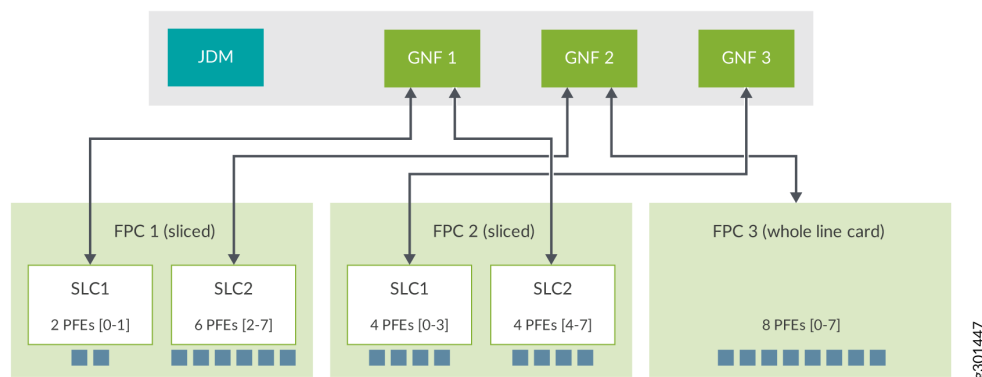 JDM
GNF 1
GNF 2
GNF 3
FPC 1 (sliced)
SLC1
2 PFEs [0-1]
SLC2
6 PFEs [2-7]
FPC 2 (sliced)
SLC1
4 PFEs [0-3]
SLC2
4 PFEs [4-7]
FPC 3 (whole line card)
8 PFEs [0-7]
g301447